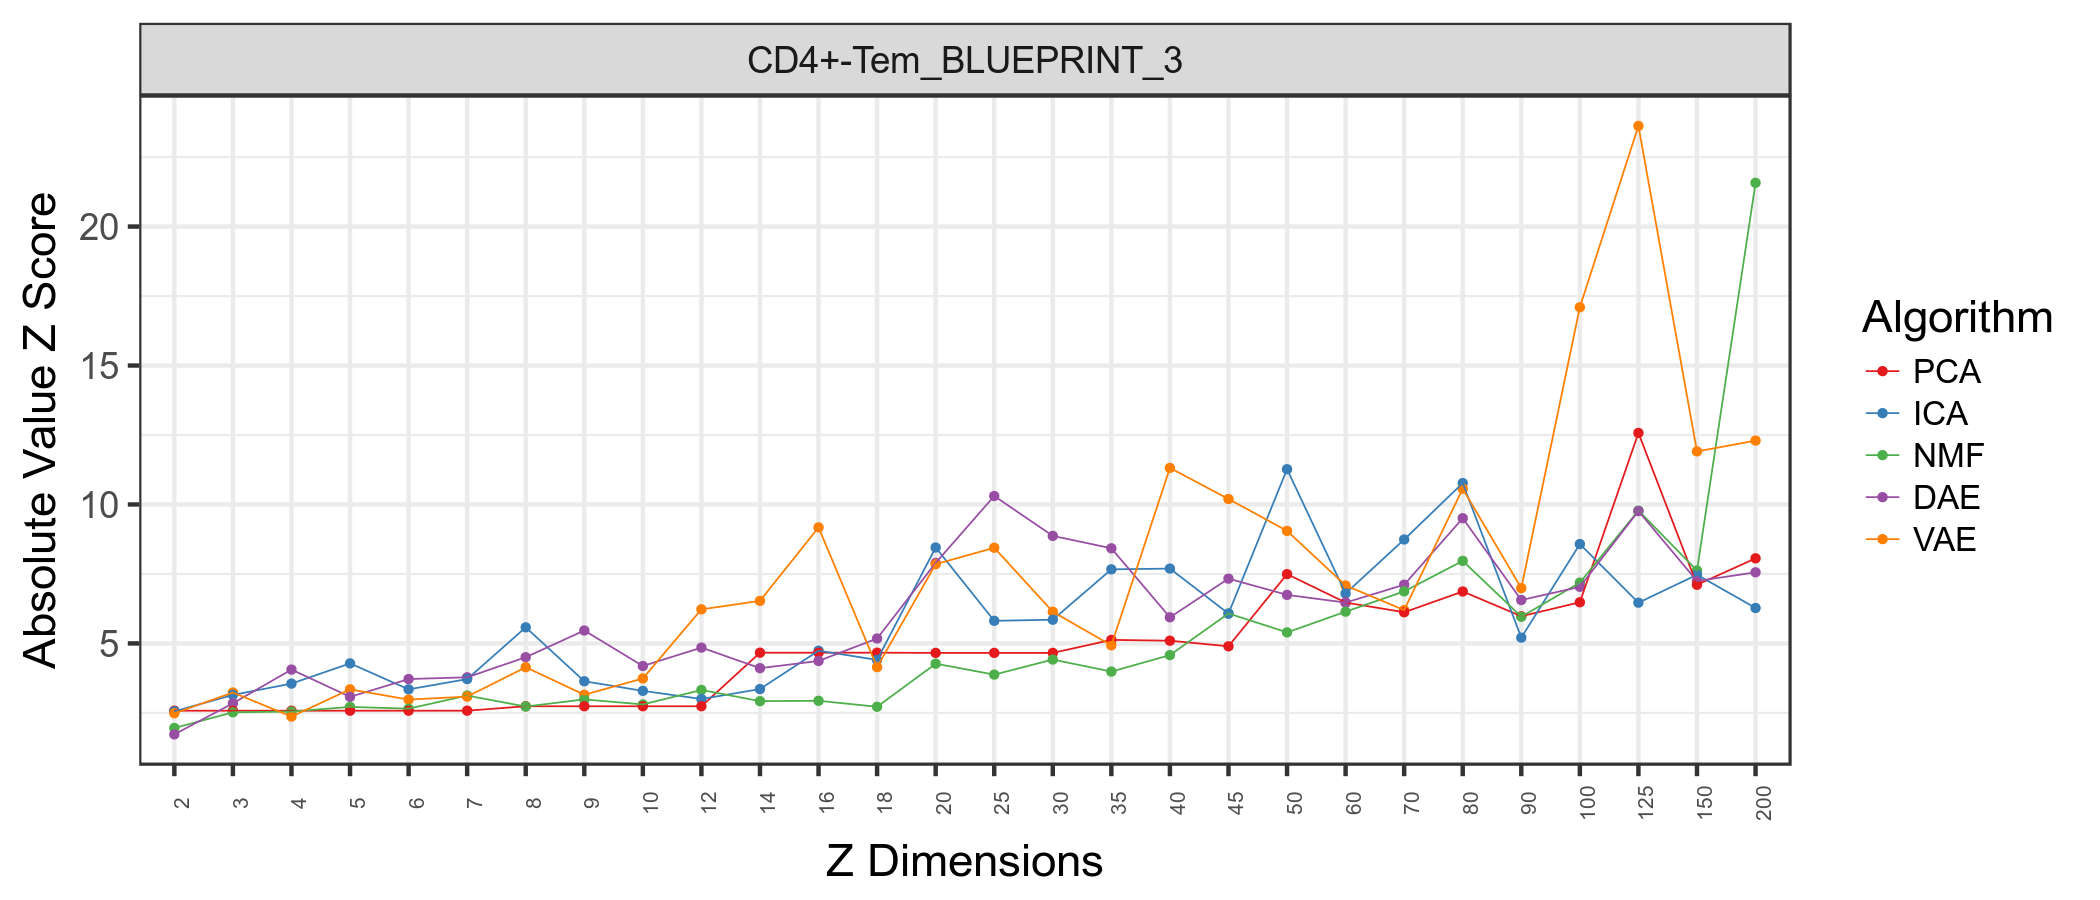 CD4+-Tem_BLUEPRINT_3
Absolute Value Z Score
20
15
10
5
2 3 4 5 6 7 8 9 10 12 14 16 18 20 25 30 35 40 45 50 60 70 80 90 100 125 150 200
Z Dimensions
Algorithm
PCA
ICA
NMF
DAE
VAE